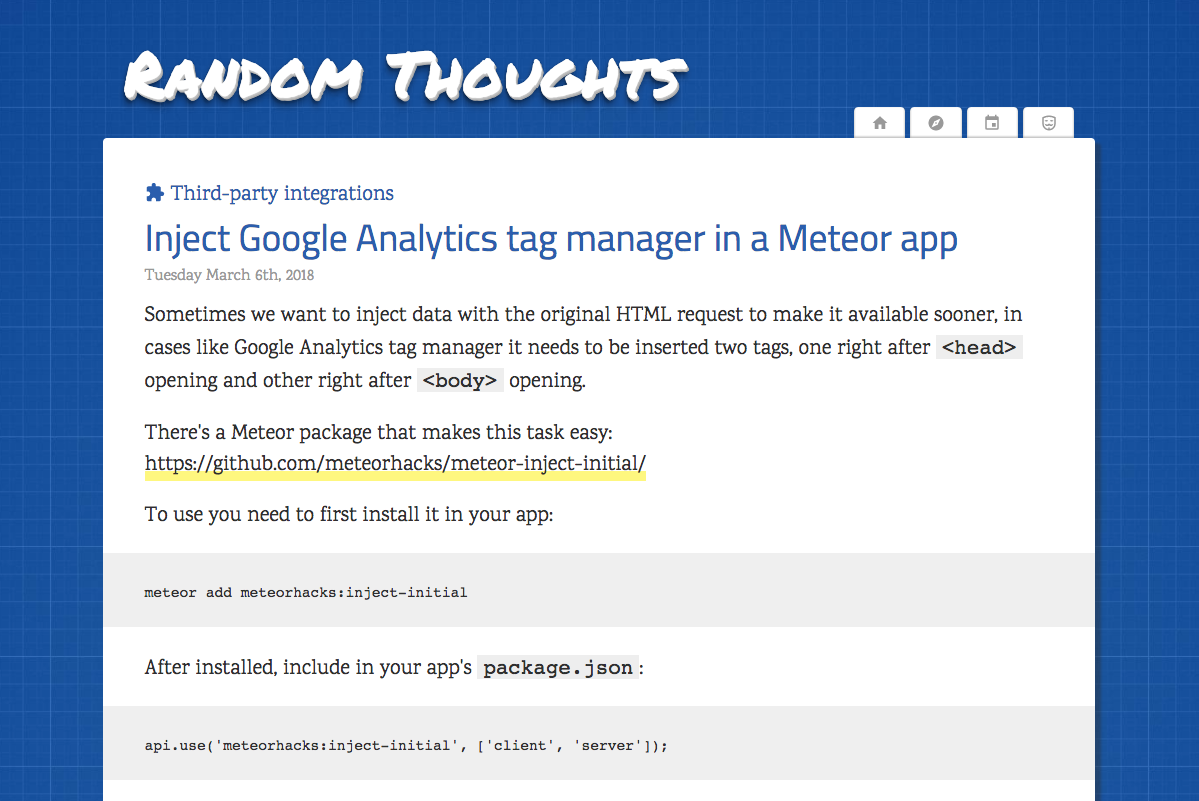 Random Thoughts
Third-party integrations
Inject Google Analytics tag manager in a Meteor app
Tuesday March 6th, 2018
Sometimes we want to inject data with the original HTML request to make it available sooner, in
cases like Google Analytics tag manager it needs to be inserted two tags, one right after <head>
opening and other right after <body> opening.
There's a Meteor package that makes this task easy:
https://github.com/meteorhacks/meteor-inject-initial/
To use you need to first install it in your app:
meteor add meteorhacks:inject-initial
After installed, include in your app's package.json:
api.use('meteorhacks:inject-initial', ['client', 'server']);